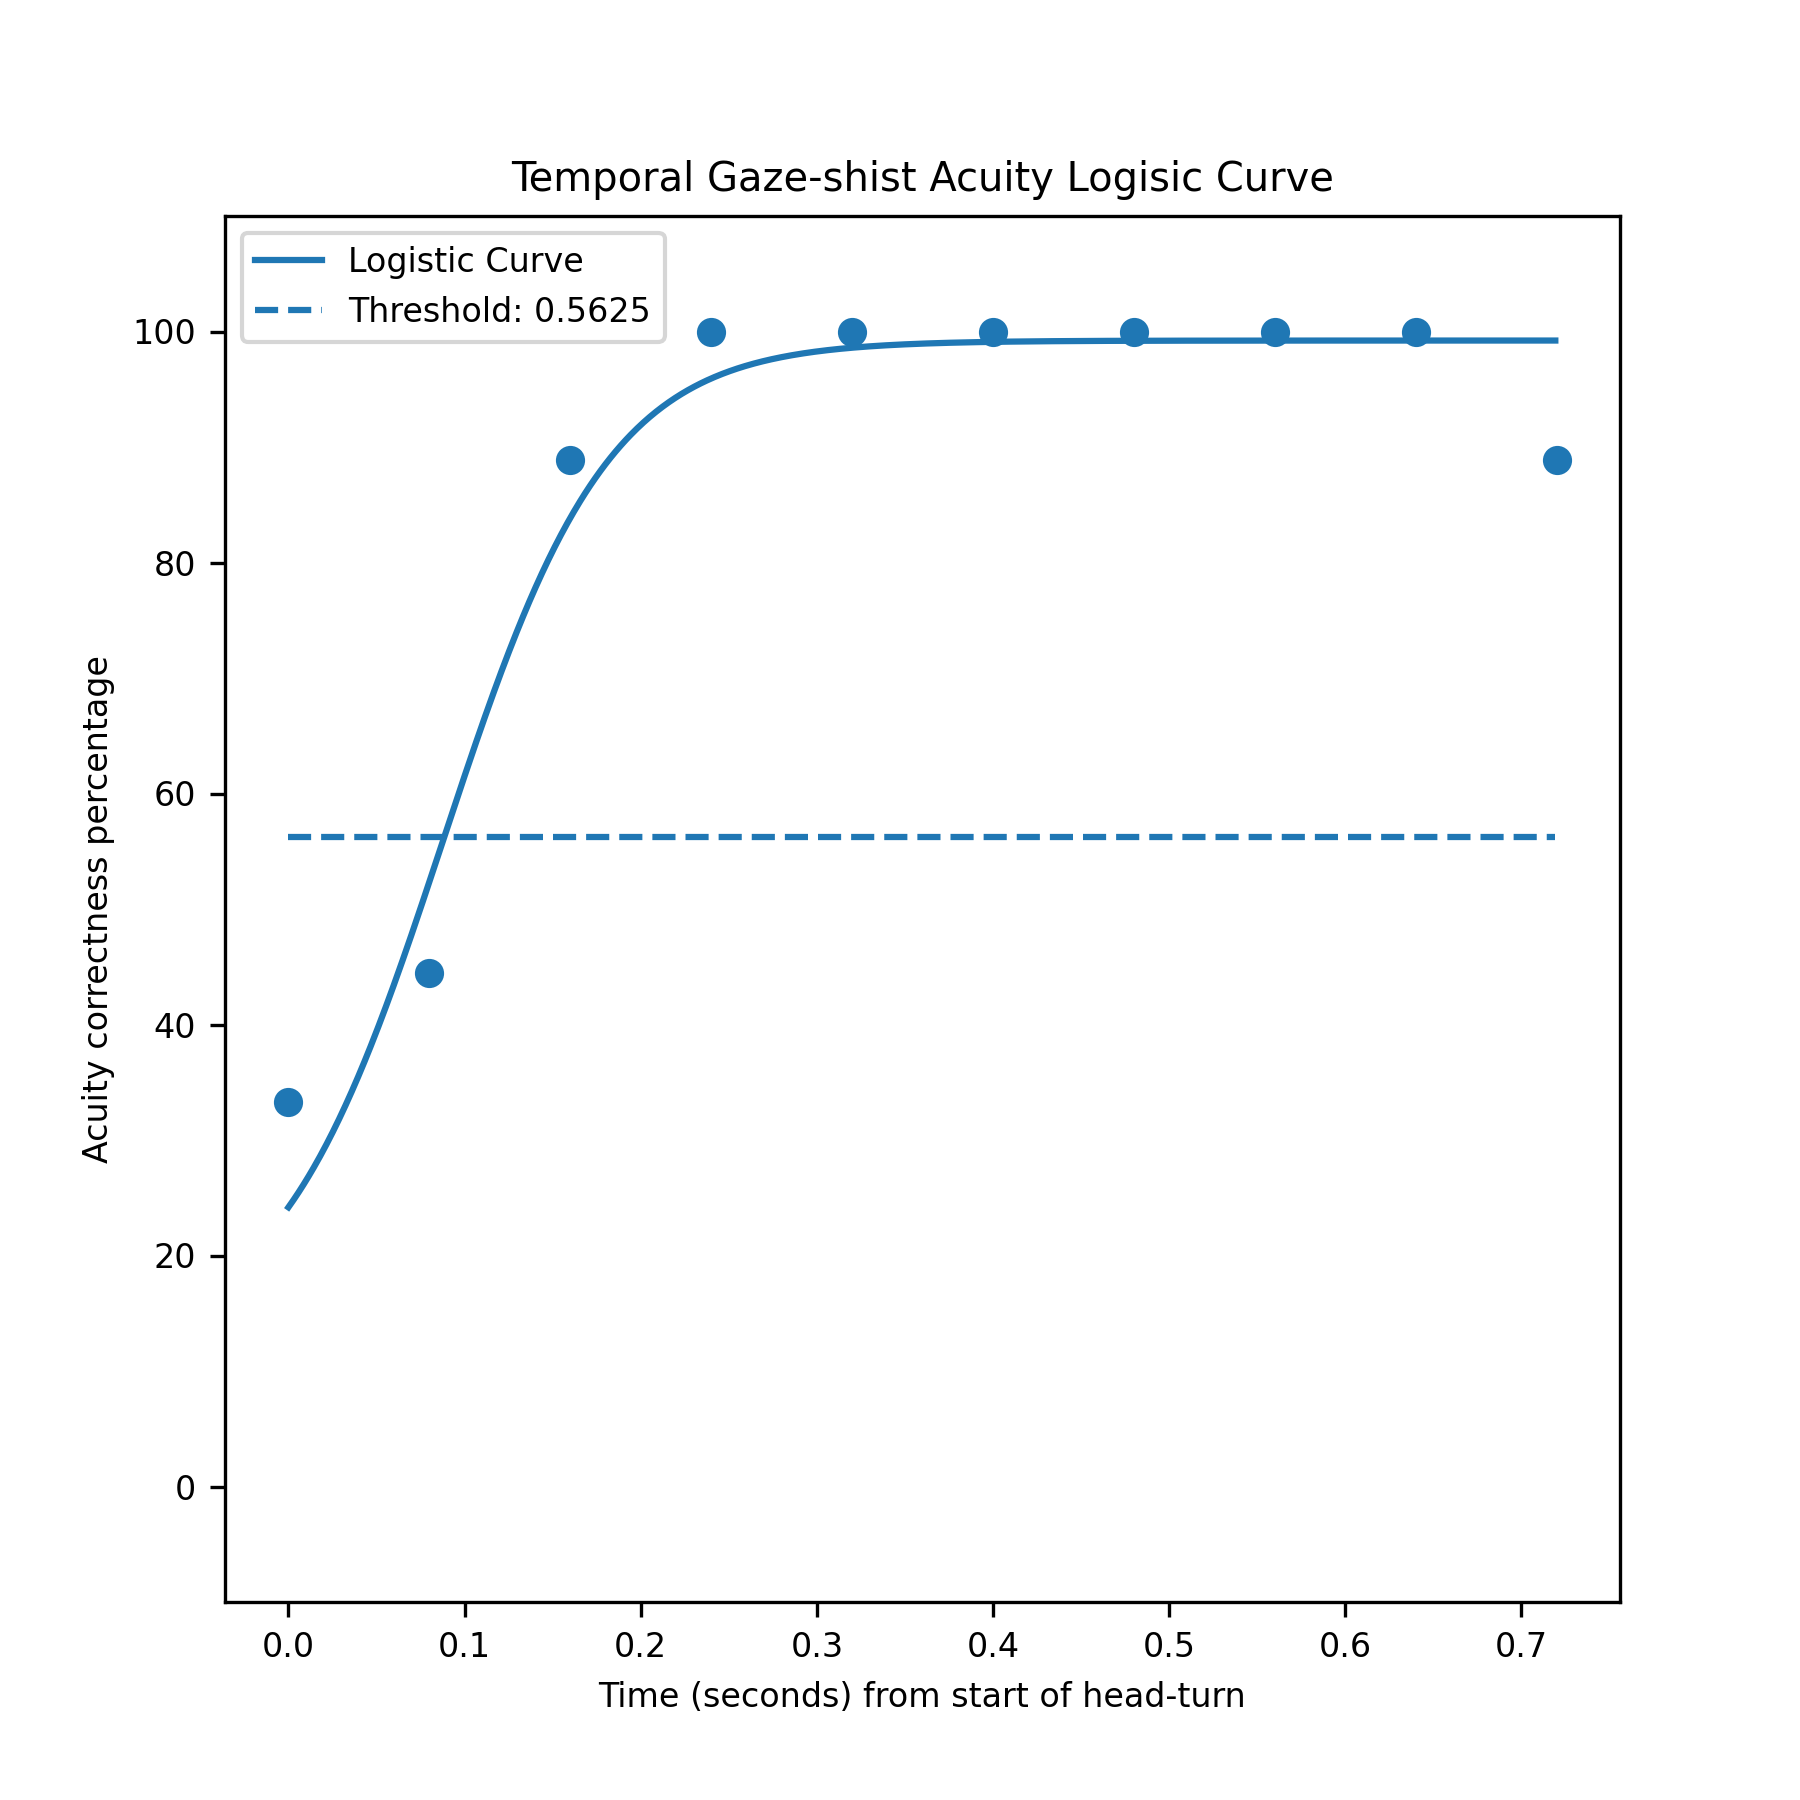 Temporal Gaze-shist Acuity Logisic Curve
Logistic Curve
Threshold: 0.5625
100
80
60
40
20
0
Acuity correctness percentage
0.0 0.1 0.2 0.3 0.4 0.5 0.6 0.7
Time (seconds) from start of head-turn